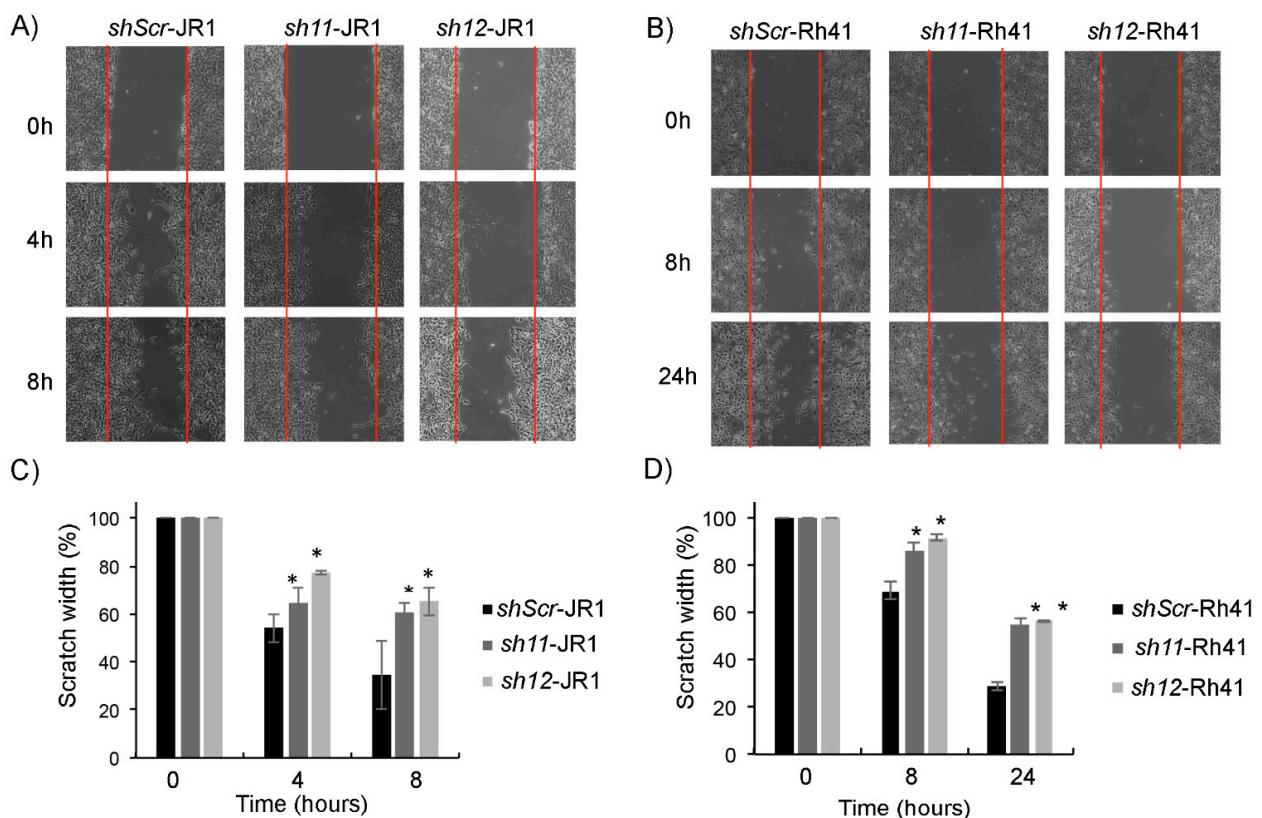 A)
shScr-JR1 sh11-JR1 sh12-JR1
0h
4h
8h
B)
shScr-Rh41 sh11-Rh41 sh12-Rh41
0h
8h
24h
C)
Scratch width (%)
100
80
60
40
20
0
* *
* *
0 4 8
Time (hours)
shScr-JR1
sh11-JR1
sh12-JR1
D)
Scratch width (%)
100
80
60
40
20
0
* *
* *
0 8 24
Time (hours)
shScr-Rh41
sh11-Rh41
sh12-Rh41